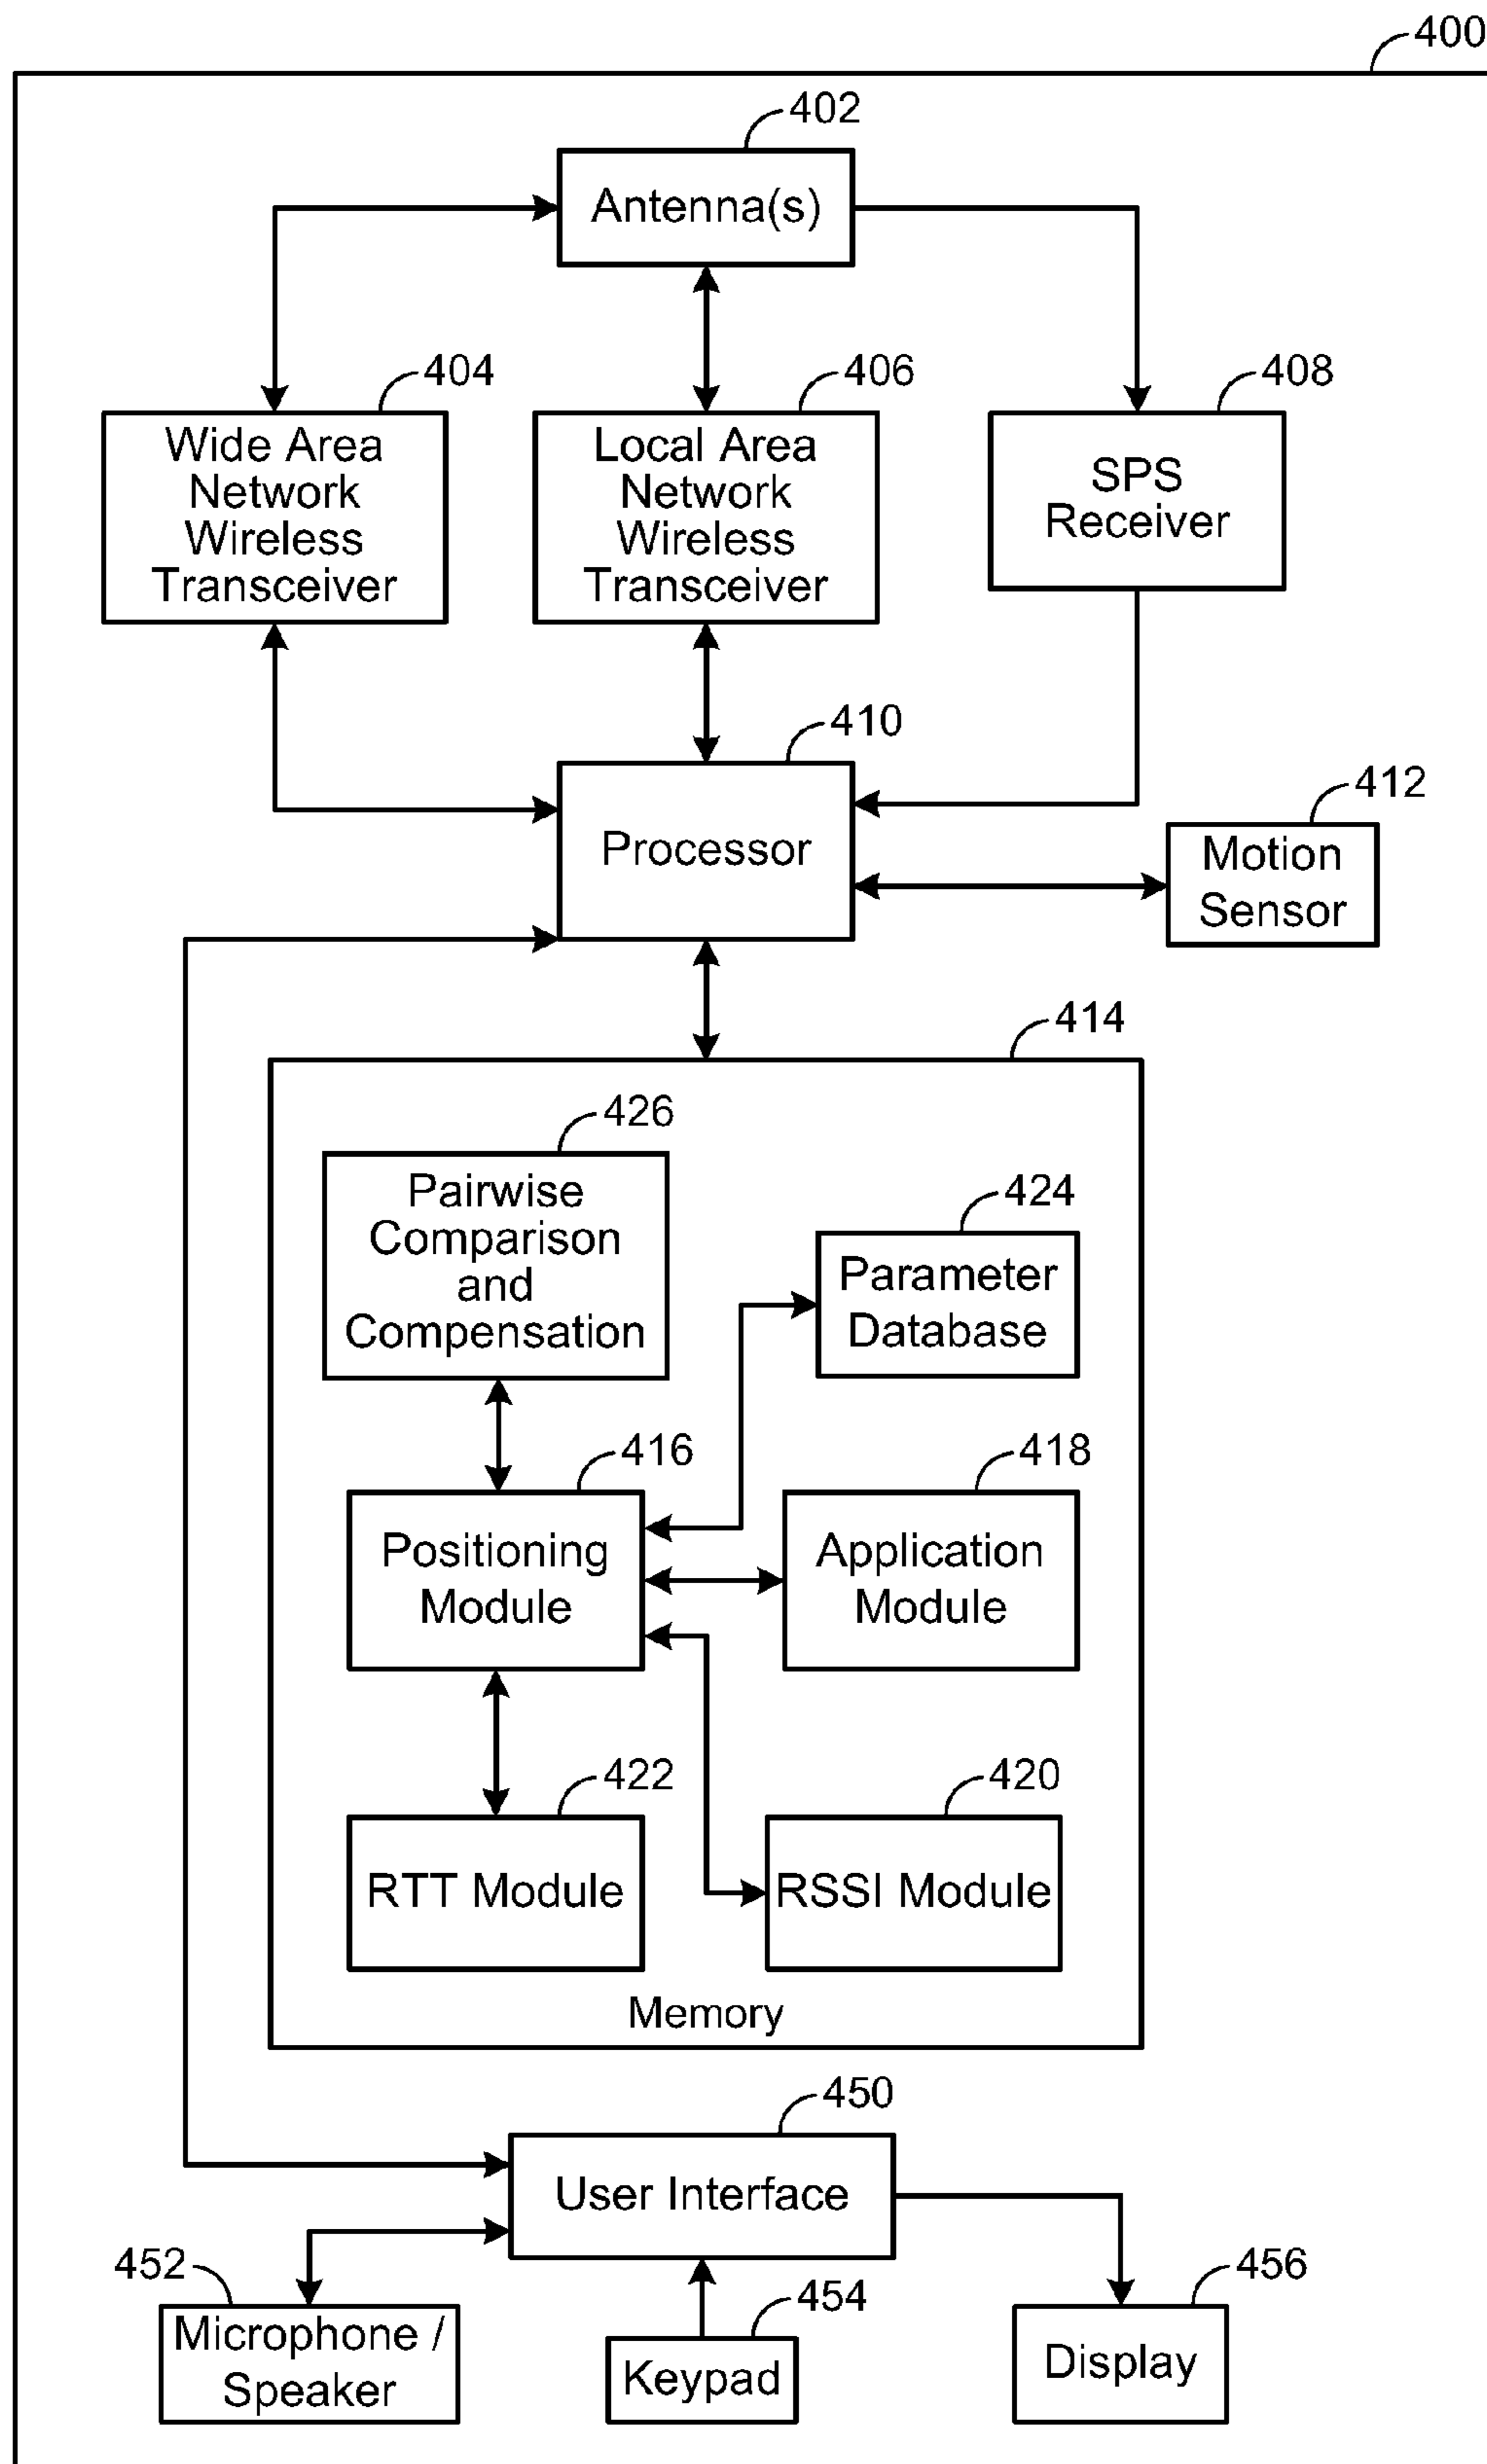 400
402
Antenna(s)
404
406
408
Wide Area
Network
Wireless
Transceiver
Local Area
Network
Wireless
Transceiver
SPS
Receiver
410
412
Processor
Motion
Sensor
414
426
424
Pairwise
Comparison
and
Compensation
Parameter
Database
416
418
Positioning
Module
Application
Module
422
420
RTT Module
RSSI Module
Memory
450
User Interface
452
454
456
Microphone /
Speaker
Keypad
Display